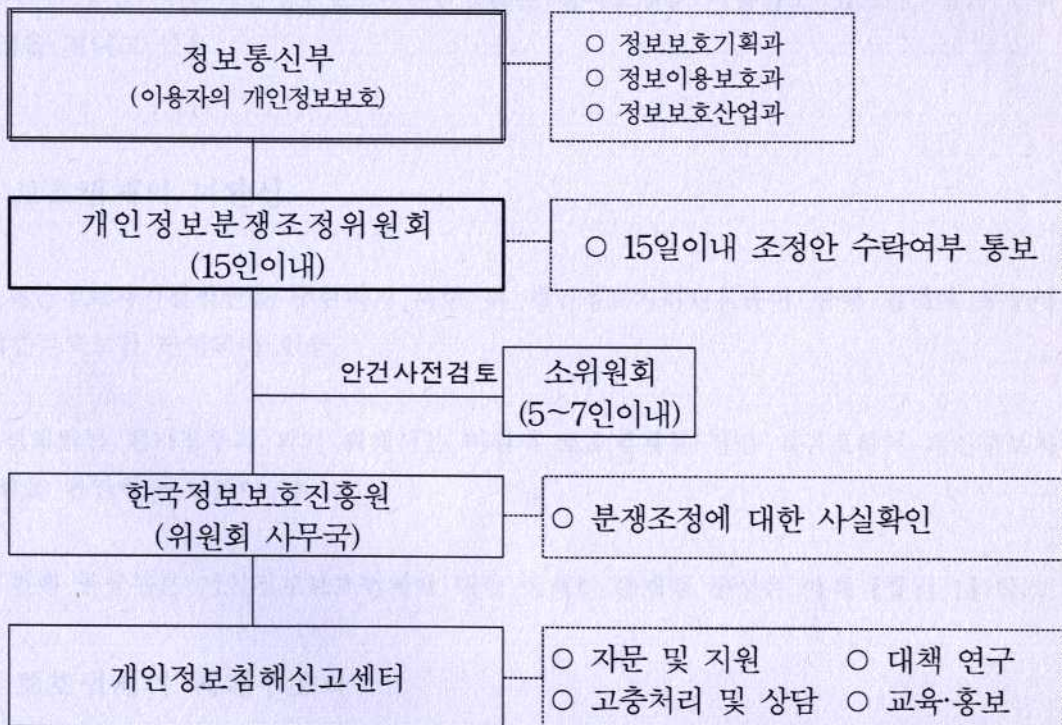 정보통신부
(이용자의 개인정보보호)
○ 정보보호기획과
○ 정보이용보호과
○ 정보보호산업과
개인정보분쟁조정위원회
(15인이내)
○ 15일이내 조정안 수락여부 통보
안건사전검토
소위원회
(5~7인이내)
한국정보보호진흥원
(위원회 사무국)
○ 분쟁조정에 대한 사실확인
개인정보침해신고센터
○ 자문 및 지원 ○ 대책 연구
○ 고충처리 및 상담 ○ 교육·홍보